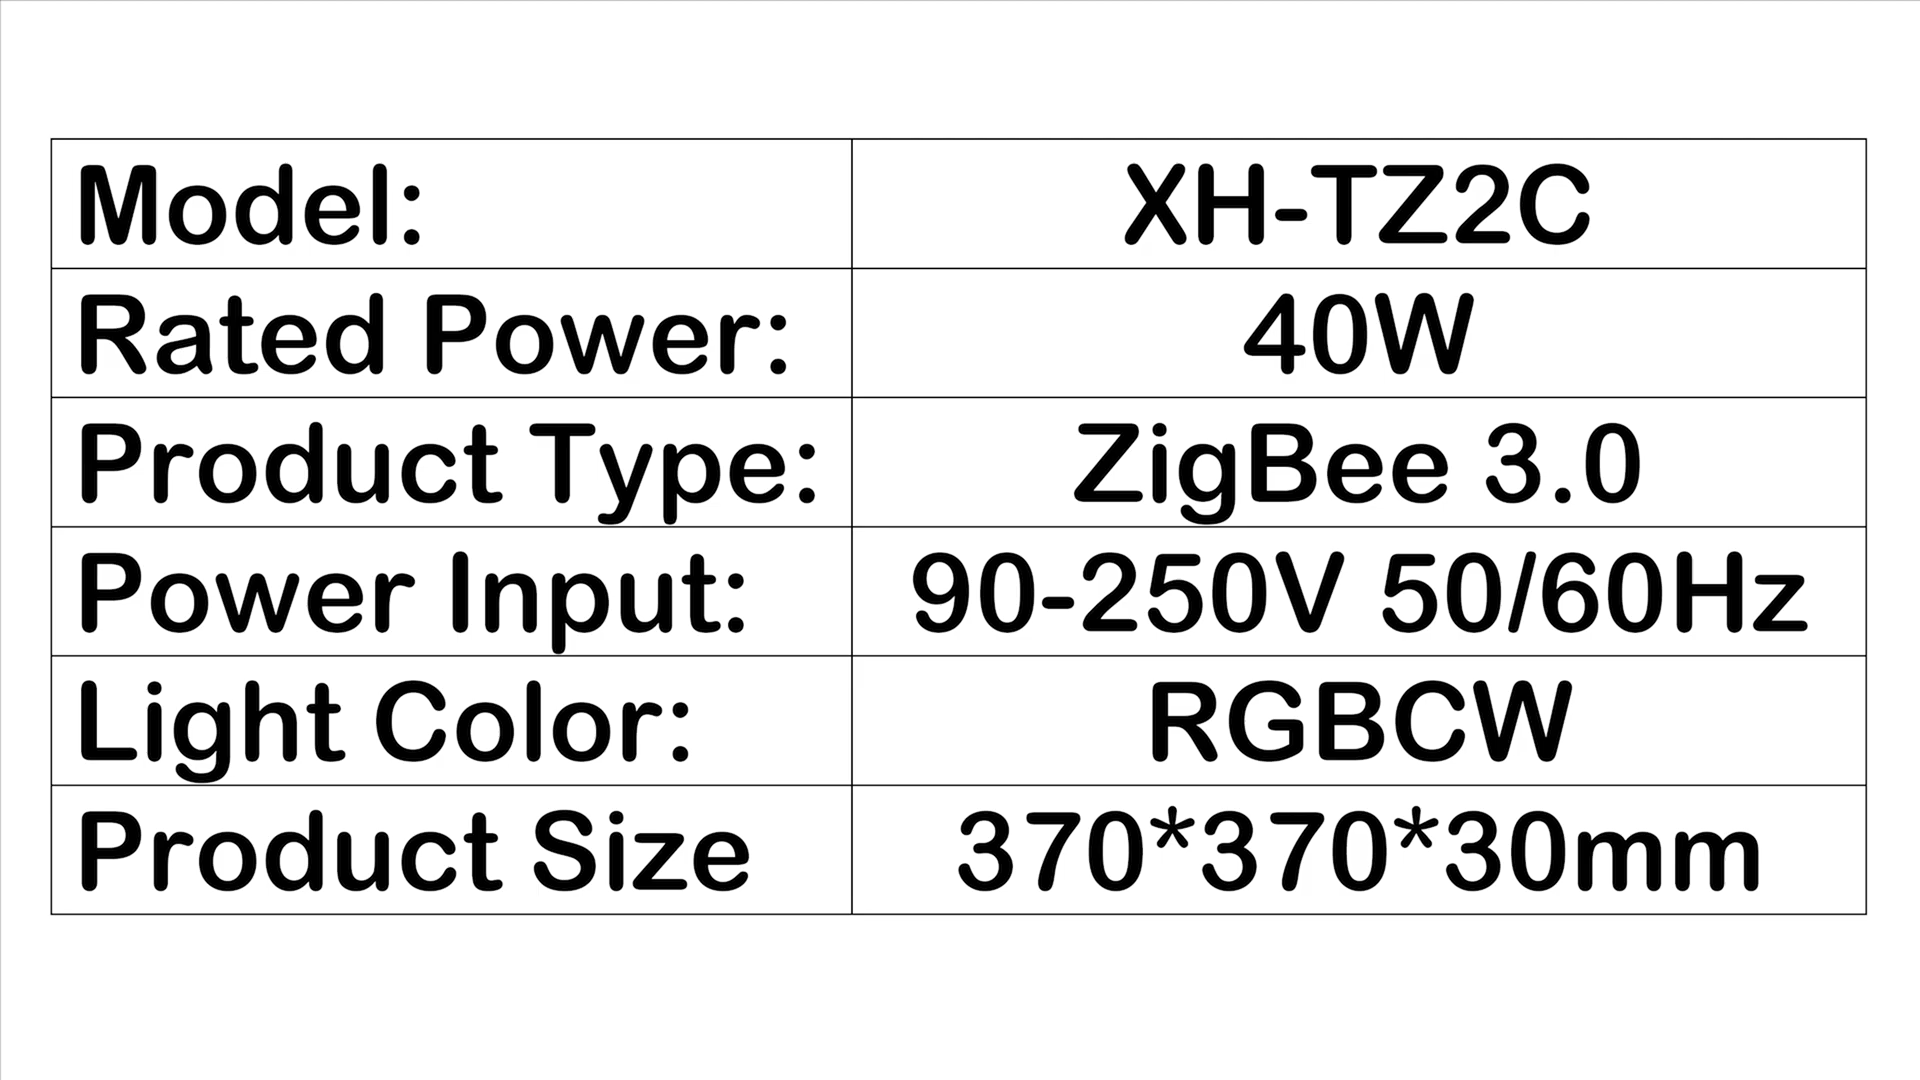 Model: XH-TZ2C
Rated Power: 40W
Product Type: ZigBee 3.0
Power Input: 90-250V 50/60Hz
Light Color: RGBCW
Product Size 370*370*30mm